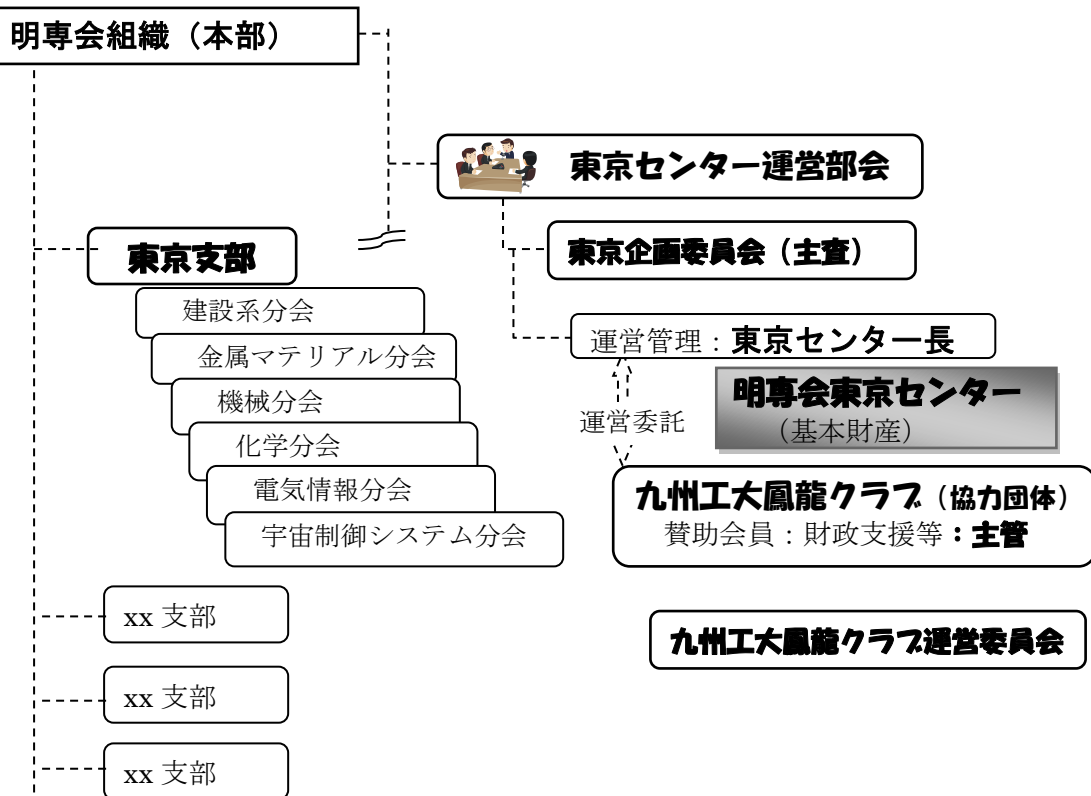 明専会組織（本部）
東京センター運営部会
東京企画委員会（主査）
東京支部
建設系分会
金属マテリアル分会
機械分会
化学分会
電気情報分会
宇宙制御システム分会
運営管理：東京センター長
明専会東京センター
（基本財産）
運営委託
九州工大鳳龍クラブ（協力団体）
賛助会員：財政支援等：主管
九州工大鳳龍クラブ運営委員会
xx 支部
xx 支部
xx 支部